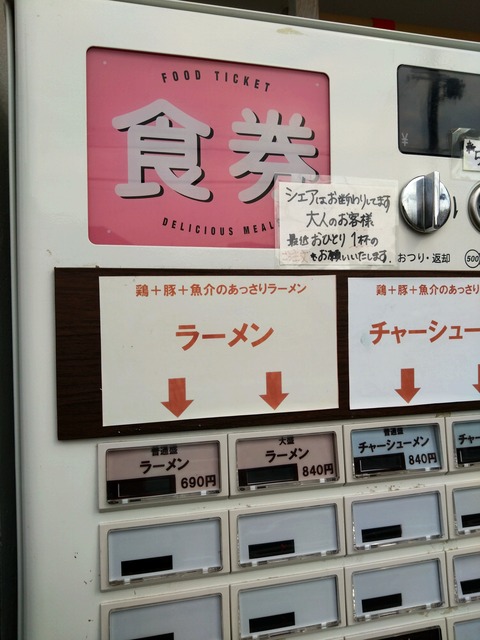 FOOD TICKET
食券
DELICIOUS MEAL
シェアはお断わりしてます
大人のお客様
最低おひとり1杯の
ご注文をお願いいたします。
¥
おつり・返却
500
鶏+豚+魚介のあっさりラーメン
ラーメン
鶏+豚+魚介のあっさり
チャーシュー
普通盛
ラーメン
690円
大盛
ラーメン
840円
普通盛
チャーシューメン
840円
チャー